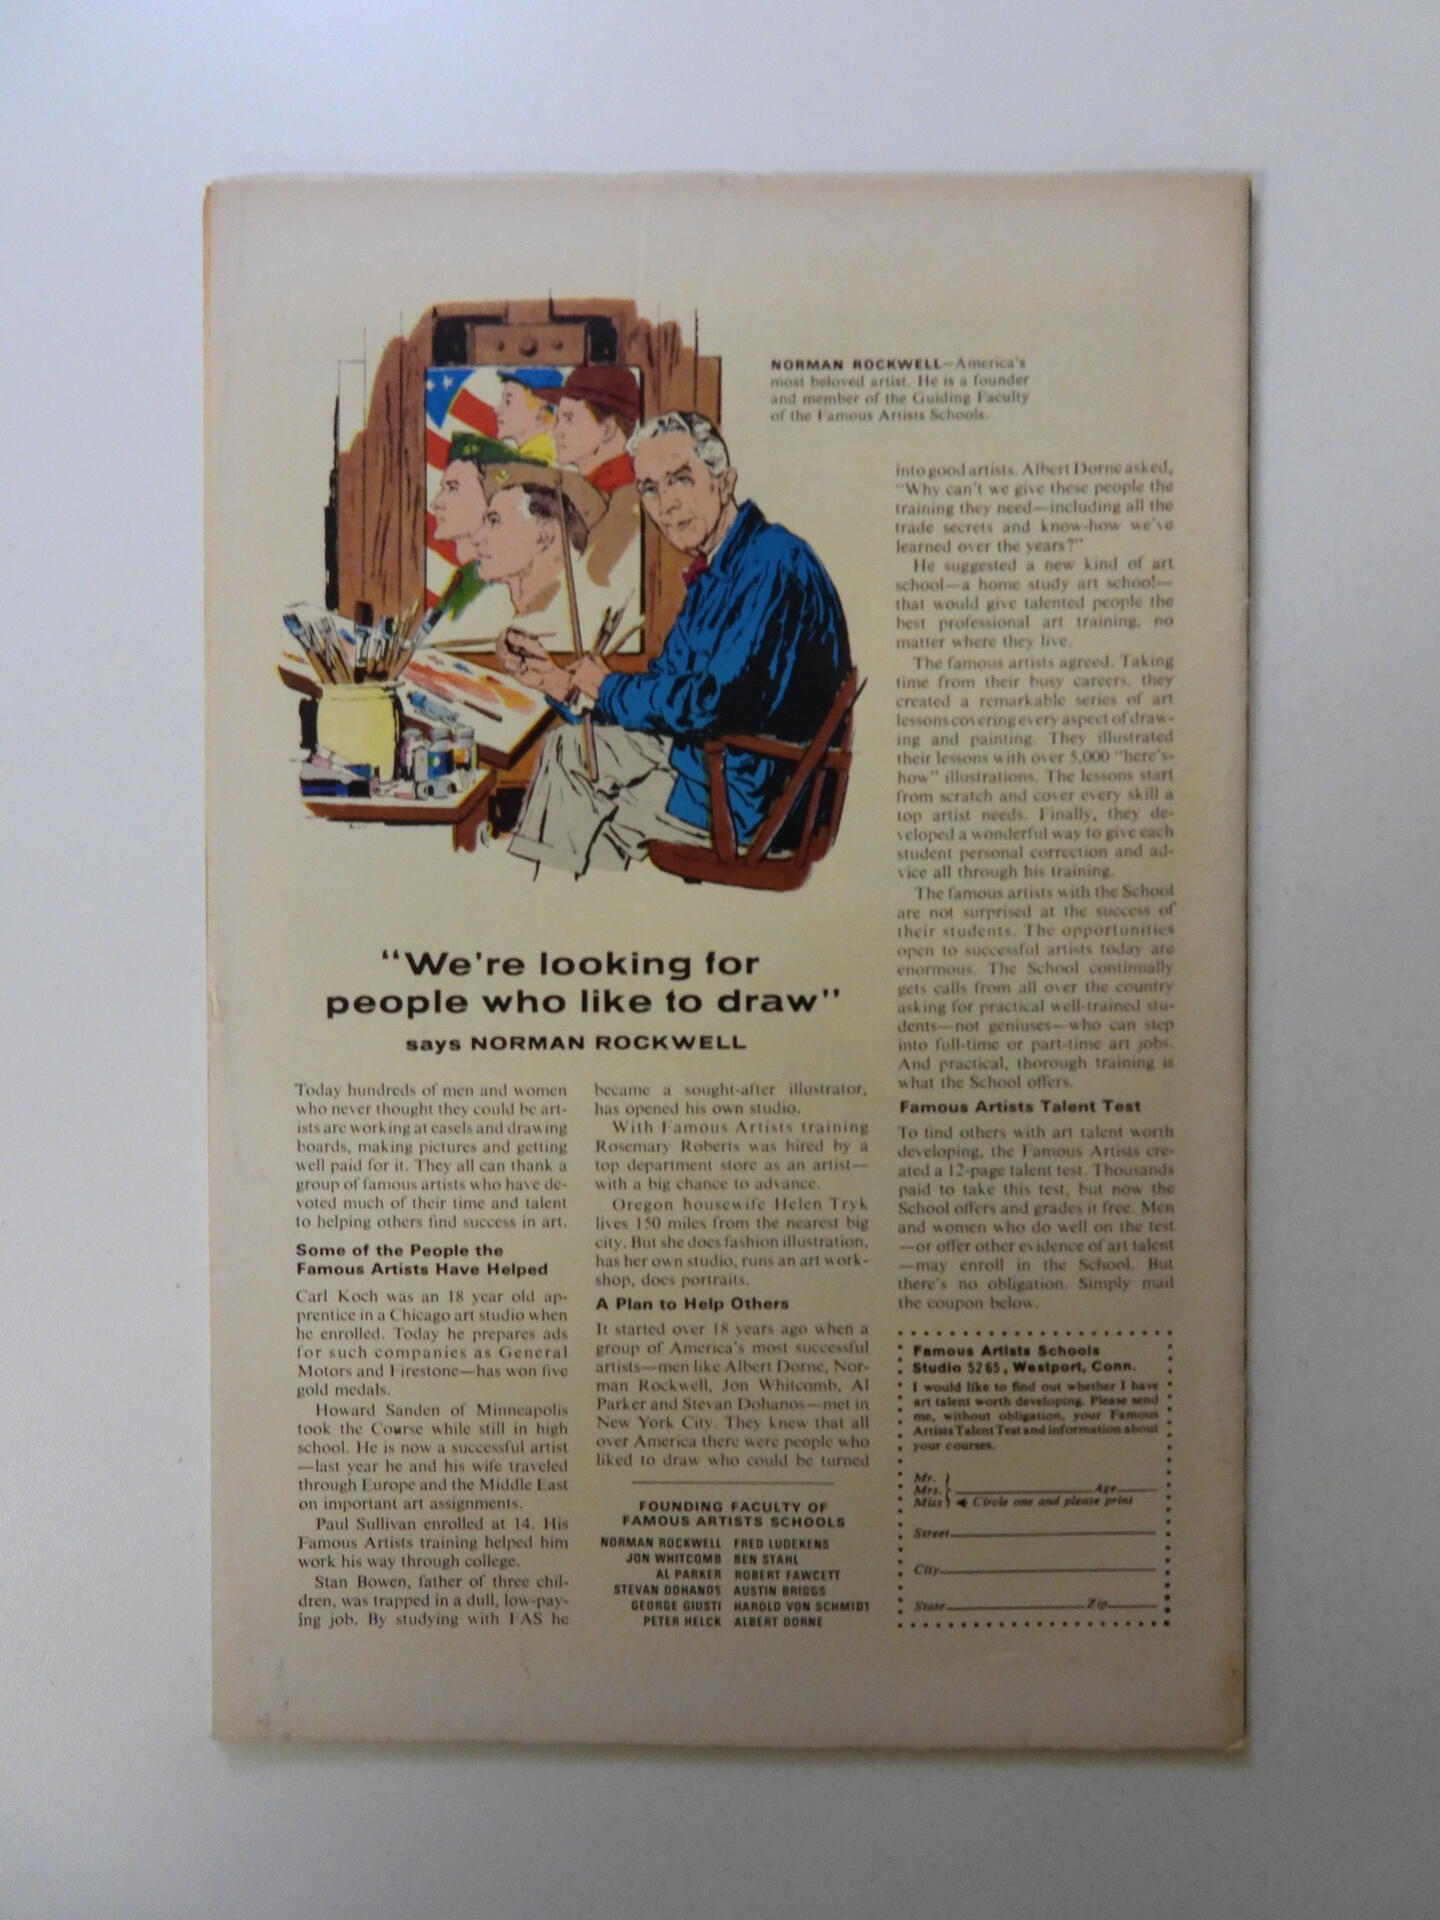 NORMAN ROCKWELL—America's
most beloved artist. He is a founder
and member of the Guiding Faculty
of the Famous Artists Schools.
"We're looking for
people who like to draw"
says NORMAN ROCKWELL
Today hundreds of men and women
who never thought they could be art-
ists are working at easels and drawing
boards, making pictures and getting
well paid for it. They all can thank a
group of famous artists who have de-
voted much of their time and talent
to helping others find success in art.
Some of the People the
Famous Artists Have Helped
Carl Koch was an 18 year old ap-
prentice in a Chicago art studio when
he enrolled. Today he prepares ads
for such companies as General
Motors and Firestone—has won five
gold medals.
Howard Sanden of Minneapolis
took the Course while still in high
school. He is now a successful artist
—last year he and his wife traveled
through Europe and the Middle East
on important art assignments.
Paul Sullivan enrolled at 14. His
Famous Artists training helped him
work his way through college.
Stan Bowen, father of three chil-
dren, was trapped in a dull, low-pay-
ing job. By studying with FAS he
became a sought-after illustrator,
has opened his own studio.
With Famous Artists training
Rosemary Roberts was hired by a
top department store as an artist—
with a big chance to advance.
Oregon housewife Helen Tryk
lives 150 miles from the nearest big
city. But she does fashion illustration,
has her own studio, runs an art work-
shop, does portraits.
A Plan to Help Others
It started over 18 years ago when a
group of America's most successful
artists—men like Albert Dorne, Nor-
man Rockwell, Jon Whitcomb, Al
Parker and Stevan Dohanos—met in
New York City. They knew that all
over America there were people who
liked to draw who could be turned
FOUNDING FACULTY OF
FAMOUS ARTISTS SCHOOLS
NORMAN ROCKWELL FRED LUDEKENS
JON WHITCOMB BEN STAHL
AL PARKER ROBERT FAWCETT
STEVAN DOHANOS AUSTIN BRIGGS
GEORGE GIUSTI HAROLD VON SCHMIDT
PETER HELCK ALBERT DORNE
into good artists. Albert Dorne asked,
"Why can't we give these people the
training they need—including all the
trade secrets and know-how we've
learned over the years?"
He suggested a new kind of art
school—a home study art school—
that would give talented people the
best professional art training, no
matter where they live.
The famous artists agreed. Taking
time from their busy careers, they
created a remarkable series of art
lessons covering every aspect of draw-
ing and painting. They illustrated
their lessons with over 5,000 "here's-
how" illustrations. The lessons start
from scratch and cover every skill a
top artist needs. Finally, they de-
veloped a wonderful way to give each
student personal correction and ad-
vice all through his training.
The famous artists with the School
are not surprised at the success of
their students. The opportunities
open to successful artists today are
enormous. The School continually
gets calls from all over the country
asking for practical well-trained stu-
dents—not geniuses—who can step
into full-time or part-time art jobs.
And practical, thorough training is
what the School offers.
Famous Artists Talent Test
To find others with art talent worth
developing, the Famous Artists cre-
ated a 12-page talent test. Thousands
paid to take this test, but now the
School offers and grades it free. Men
and women who do well on the test
—or offer other evidence of art talent
—may enroll in the School. But
there's no obligation. Simply mail
the coupon below.
Famous Artists Schools
Studio 5265, Westport, Conn.
I would like to find out whether I have
art talent worth developing. Please send
me, without obligation, your Famous
Artists Talent Test and information about
your courses.
Mr.
Mrs. Age
Miss Circle one and please print
Street
City
State Zip